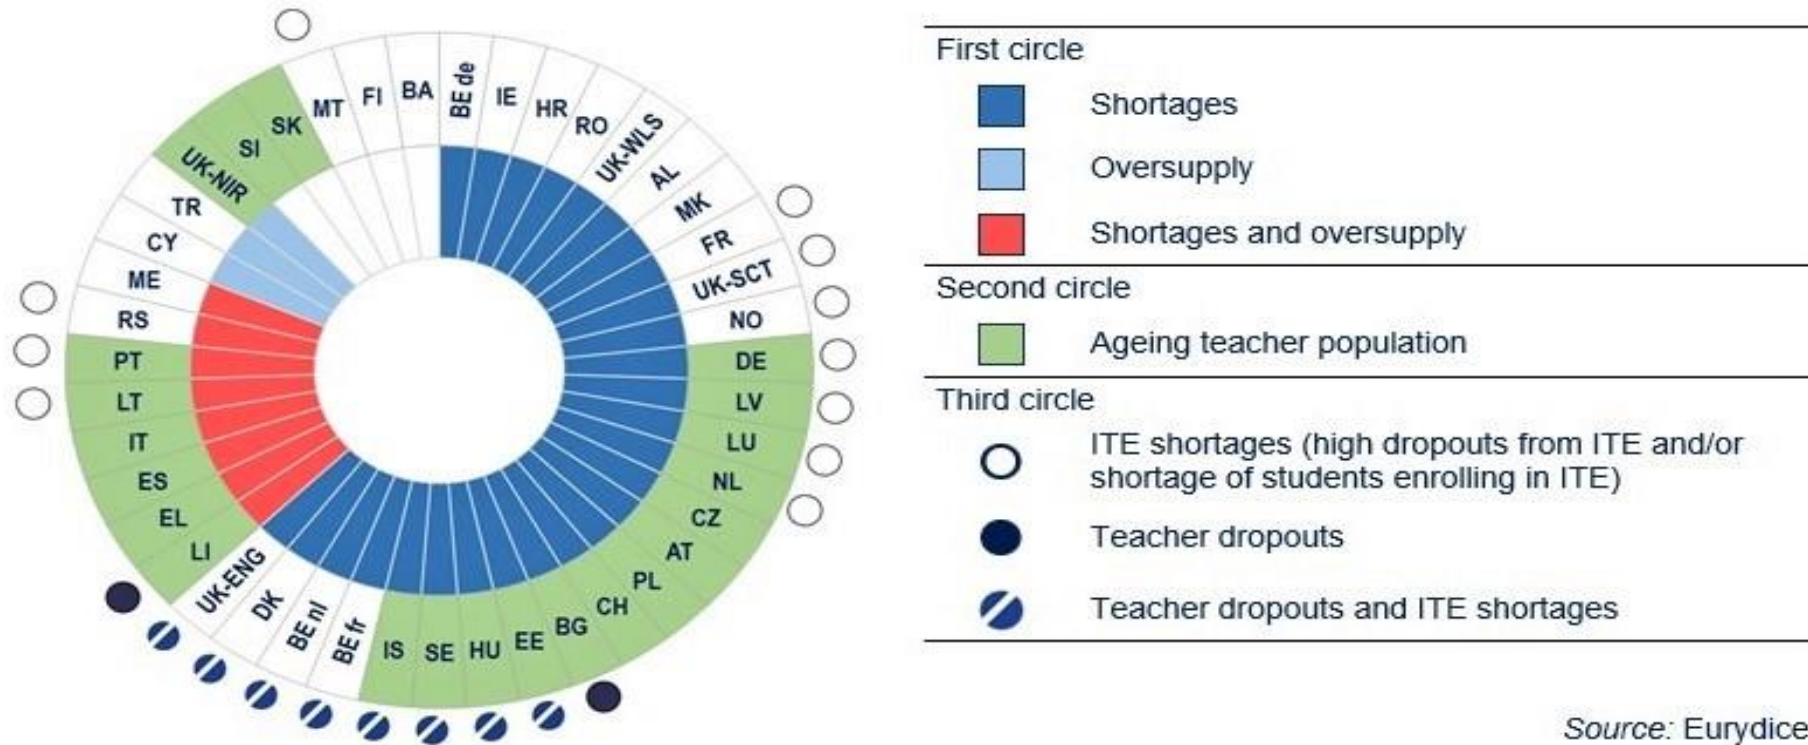 BE de
IE
HR
RO
UK-WLS
AL
MK
FR
UK-SCT
NO
DE
LV
LU
NL
CZ
AT
PL
CH
BG
EE
HU
SE
IS
BE fr
BE nl
DK
UK-ENG
LI
EL
ES
IT
LT
PT
RS
ME
CY
TR
UK-NIR
SI
SK
MT
FI
BA
First circle
Shortages
Oversupply
Shortages and oversupply
Second circle
Ageing teacher population
Third circle
ITE shortages (high dropouts from ITE and/or
shortage of students enrolling in ITE)
Teacher dropouts
Teacher dropouts and ITE shortages
Source: Eurydice